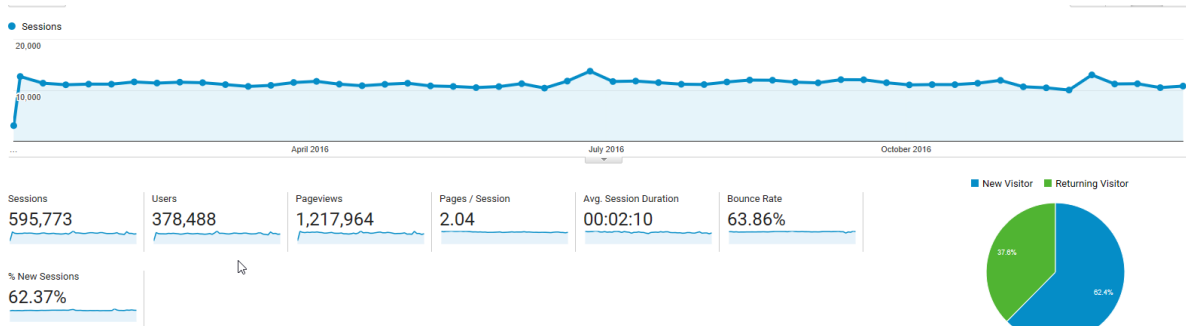 Sessions
20,000
10,000
...
April 2016
July 2016
October 2016
New Visitor
Returning Visitor
Sessions
595,773
Users
378,488
Pageviews
1,217,964
Pages / Session
2.04
Avg. Session Duration
00:02:10
Bounce Rate
63.86%
37.6%
62.4%
% New Sessions
62.37%